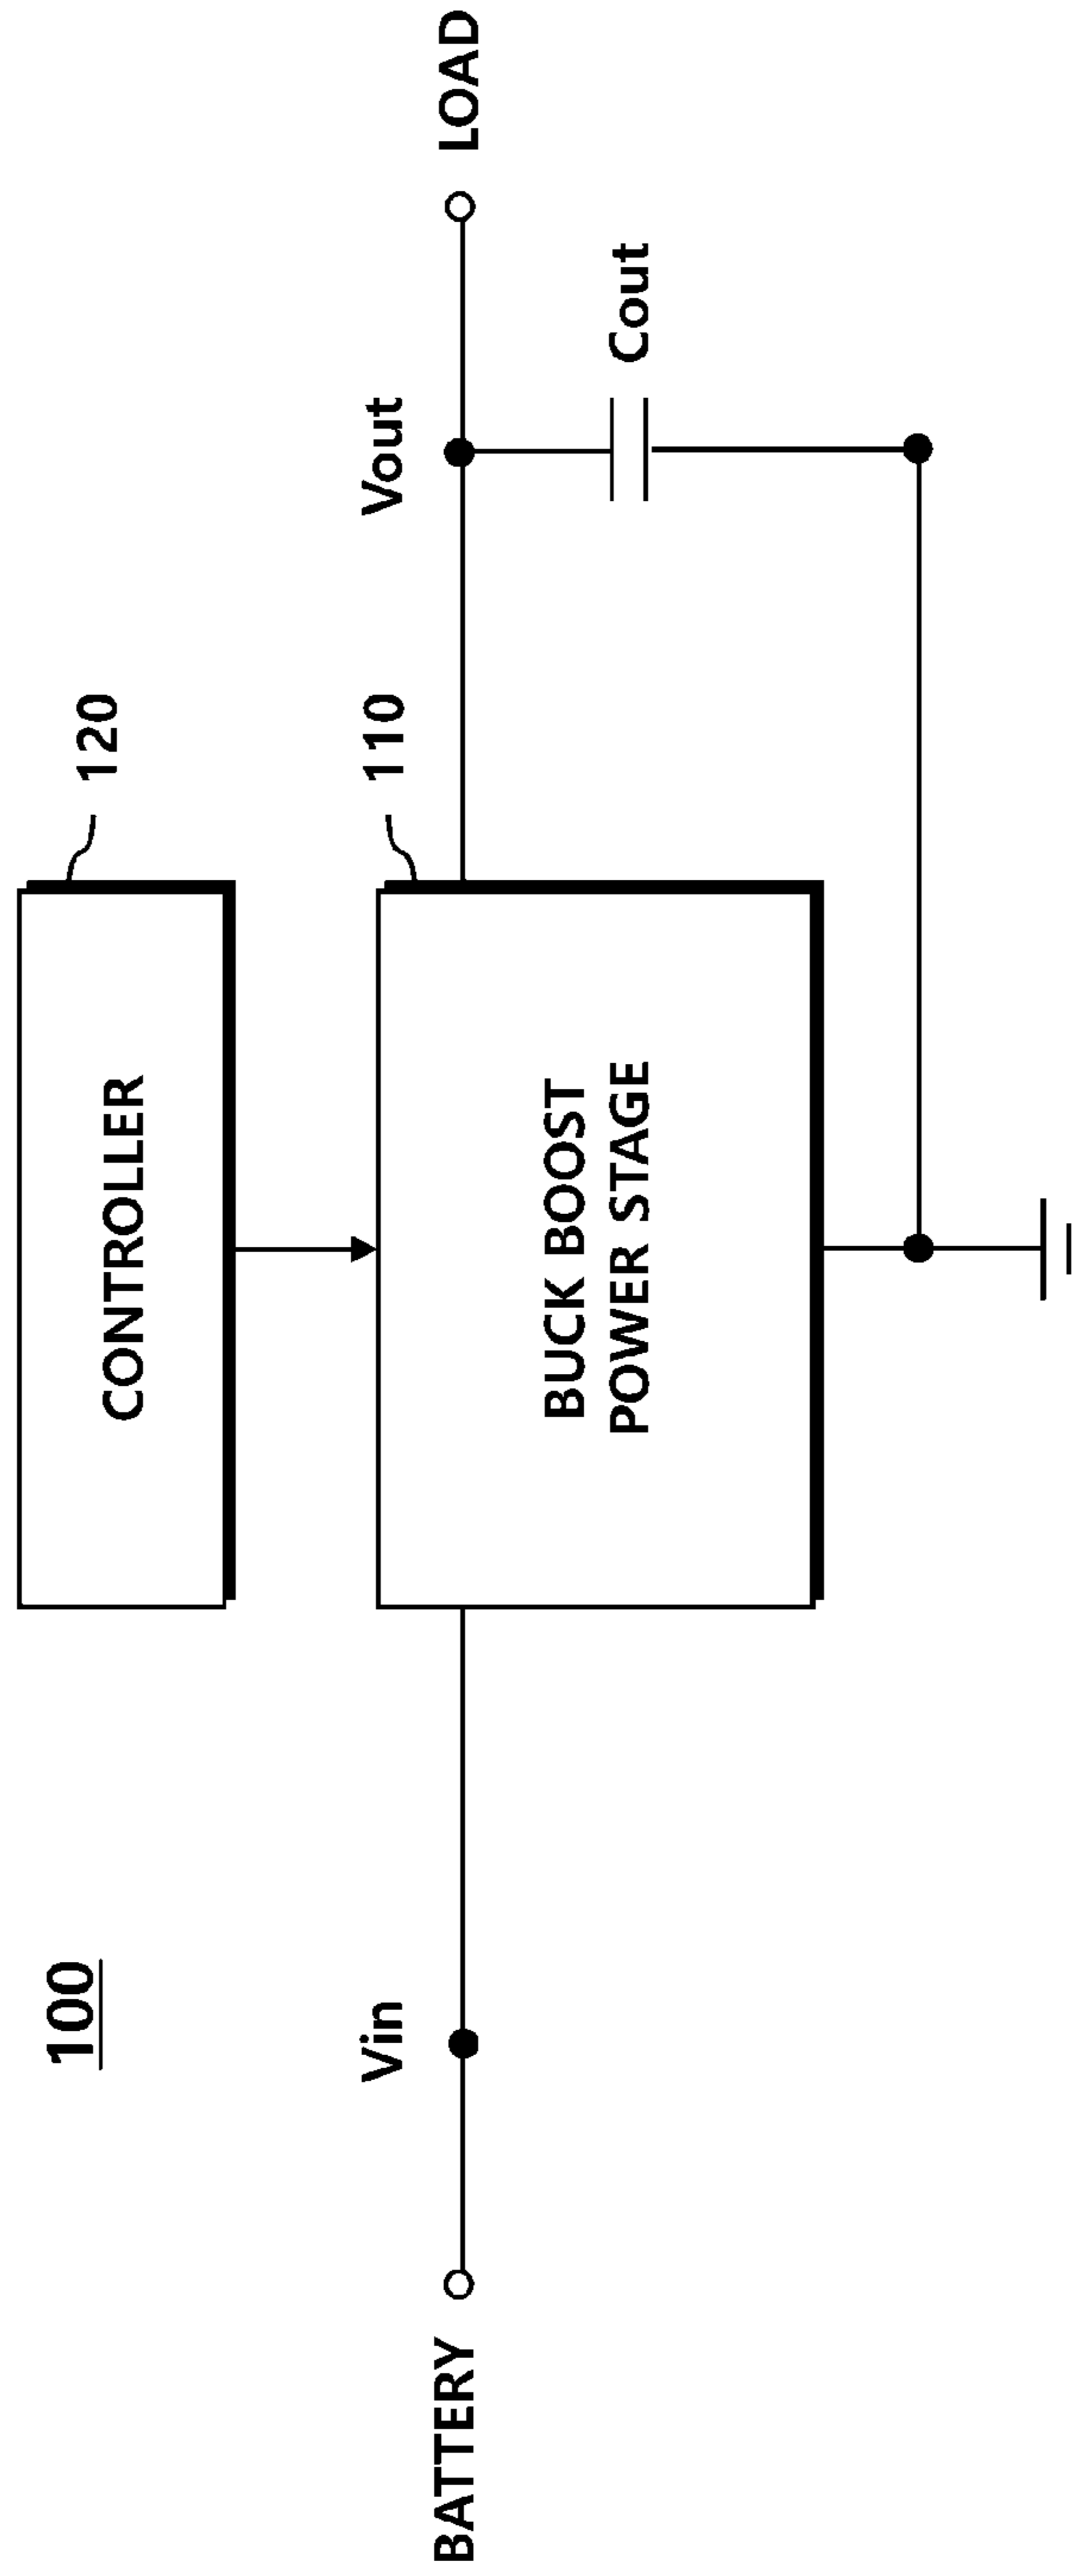 100
CONTROLLER
120
BATTERY
Vin
BUCK BOOST
POWER STAGE
110
Vout
LOAD
Cout